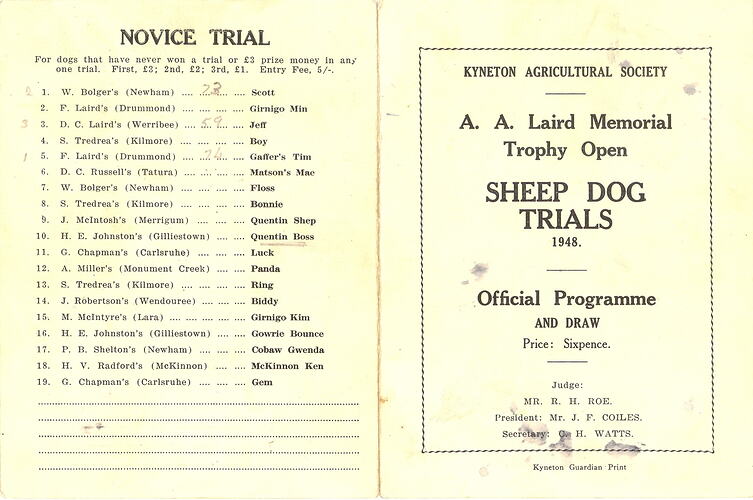 NOVICE TRIAL
For dogs that have never won a trial or £3 prize money in any
one trial. First, £3; 2nd, £2; 3rd, £1. Entry Fee, 5/-.
2 1. W. Bolger's (Newham) .... 73 .... Scott
2. F. Laird's (Drummond) .... .... .... Girnigo Min
3 3. D. C. Laird's (Werribee) .... 59 .... Jeff
4. S. Tredrea's (Kilmore) .... .... .... Boy
1 5. F. Laird's (Drummond) .... .... Gaffer's Tim
6. D. C. Russell's (Tatura) .... .... .... Matson's Mac
7. W. Bolger's (Newham) .... .... .... Floss
8. S. Tredrea's (Kilmore) .... .... .... Bonnie
9. J. McIntosh's (Merrigum) .... .... Quentin Shep
10. H. E. Johnston's (Gilliestown) .... .... Quentin Boss
11. G. Chapman's (Carlsruhe) .... .... Luck
12. A. Miller's (Monument Creek) .... .... Panda
13. S. Tredrea's (Kilmore) .... .... .... Ring
14. J. Robertson's (Wendouree) .... .... Biddy
15. M. McIntyre's (Lara) .... .... .... .... Girnigo Kim
16. H. E. Johnston's (Gilliestown) .... .... Gowrie Bounce
17. P. B. Shelton's (Newham) .... .... .... Cobaw Gwenda
18. H. V. Radford's (McKinnon) .... .... McKinnon Ken
19. G. Chapman's (Carlsruhe) .... .... .... Gem
KYNETON AGRICULTURAL SOCIETY
A. A. Laird Memorial
Trophy Open
SHEEP DOG
TRIALS
1948.
Official Programme
AND DRAW
Price: Sixpence.
Judge:
MR. R. H. ROE.
President: Mr. J. F. COILES.
Secretary: C. H. WATTS.
Kyneton Guardian Print